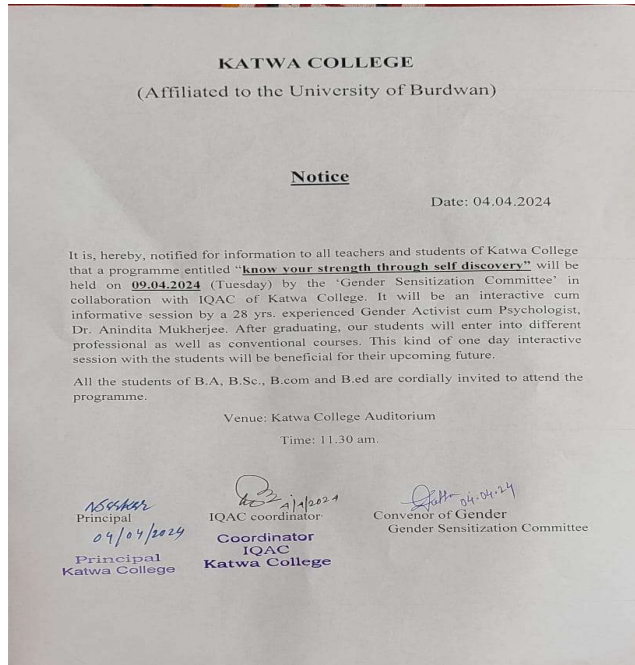 KATWA COLLEGE
(Affiliated to the University of Burdwan)
Notice
Date: 04.04.2024
It is, hereby, notified for information to all teachers and students of Katwa College
that a programme entitled “know your strength through self discovery” will be
held on 09.04.2024 (Tuesday) by the ‘Gender Sensitization Committee’ in
collaboration with IQAC of Katwa College. It will be an interactive cum
informative session by a 28 yrs. experienced Gender Activist cum Psychologist,
Dr. Anindita Mukherjee. After graduating, our students will enter into different
professional as well as conventional courses. This kind of one day interactive
session with the students will be beneficial for their upcoming future.
All the students of B.A, B.Sc., B.com and B.ed are cordially invited to attend the
programme.
Venue: Katwa College Auditorium
Time: 11.30 am.
4/4/2024 04.04.24
Principal IQAC coordinator Convenor of Gender
Gender Sensitization Committee
04/04/2024
Principal
Katwa College
Coordinator
IQAC
Katwa College